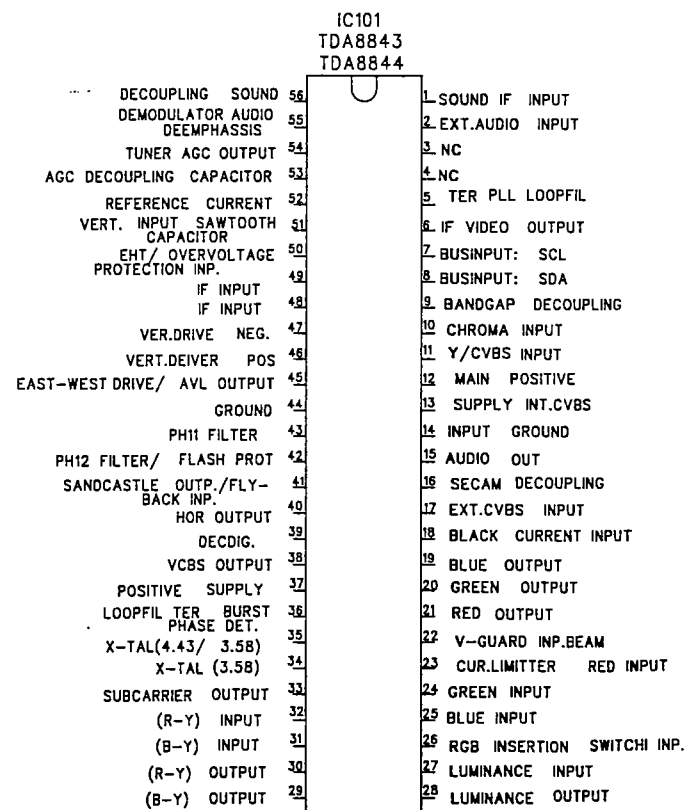 IC101
TDA8843
TDA8844
DECOUPLING SOUND 56
DEMODULATOR AUDIO 55
DEEMPHASSIS
TUNER AGC OUTPUT 54
AGC DECOUPLING CAPACITOR 53
REFERENCE CURRENT 52
VERT. INPUT SAWTOOTH 51
CAPACITOR
EHT/ OVERVOLTAGE 50
PROTECTION INP.
49
IF INPUT
IF INPUT 48
VER.DRIVE NEG. 47
VERT.DEIVER POS 46
EAST-WEST DRIVE/ AVL OUTPUT 45
GROUND 44
PH11 FILTER 43
PH12 FILTER/ FLASH PROT 42
SANDCASTLE OUTP./FLY- 41
BACK INP.
HOR OUTPUT 40
DECDIG. 39
VCBS OUTPUT 38
POSITIVE SUPPLY 37
LOOPFIL TER BURST 36
PHASE DET.
X-TAL(4.43/ 3.58) 35
X-TAL (3.58) 34
SUBCARRIER OUTPUT 33
(R-Y) INPUT 32
(B-Y) INPUT 31
(R-Y) OUTPUT 30
(B-Y) OUTPUT 29
1 SOUND IF INPUT
2 EXT.AUDIO INPUT
3 NC
4 NC
5 TER PLL LOOPFIL
6 IF VIDEO OUTPUT
7 BUSINPUT: SCL
8 BUSINPUT: SDA
9 BANDGAP DECOUPLING
10 CHROMA INPUT
11 Y/CVBS INPUT
12 MAIN POSITIVE
13 SUPPLY INT.CVBS
14 INPUT GROUND
15 AUDIO OUT
16 SECAM DECOUPLING
17 EXT.CVBS INPUT
18 BLACK CURRENT INPUT
19 BLUE OUTPUT
20 GREEN OUTPUT
21 RED OUTPUT
22 V-GUARD INP.BEAM
23 CUR.LIMITTER RED INPUT
24 GREEN INPUT
25 BLUE INPUT
26 RGB INSERTION SWITCHI INP.
27 LUMINANCE INPUT
28 LUMINANCE OUTPUT